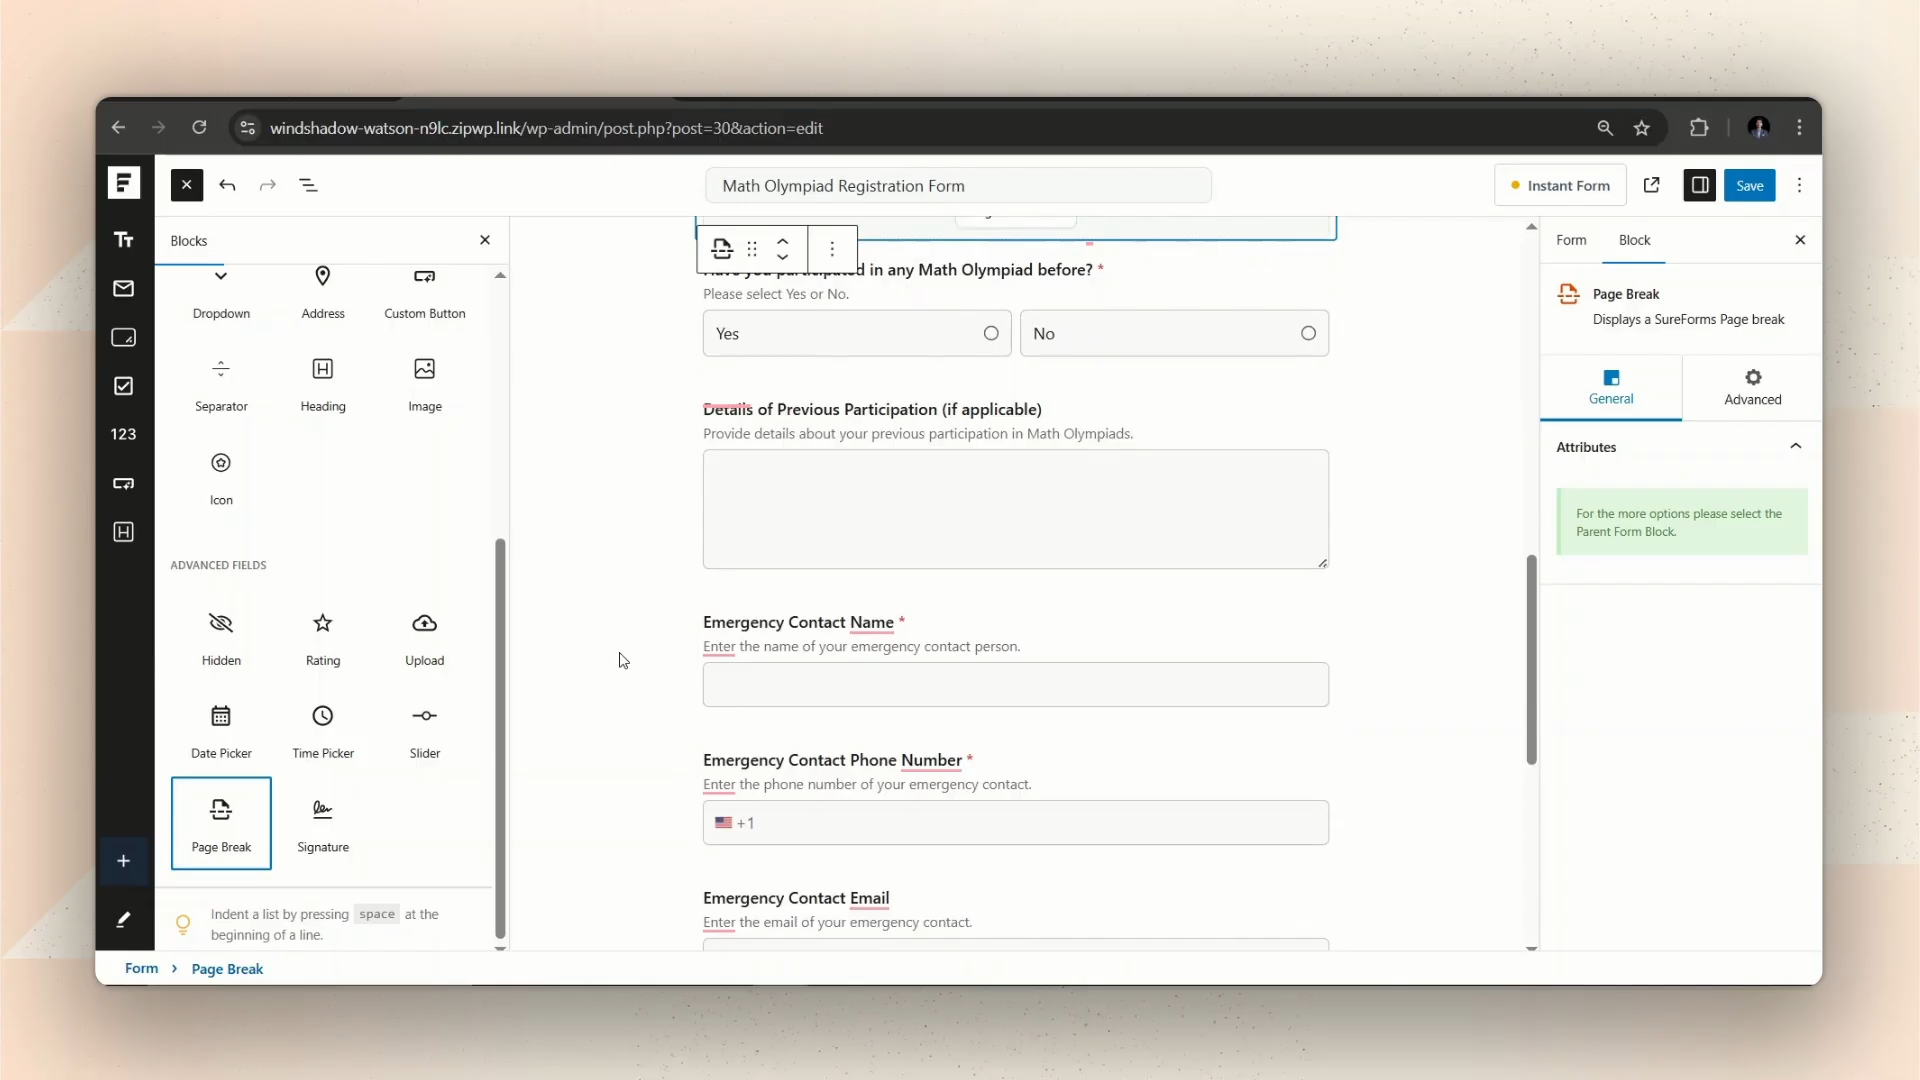 windshadow-watson-n9lc.zipwp.link/wp-admin/post.php?post=30&action=edit
Math Olympiad Registration Form
Instant Form
Save
Tт
123
Blocks
Dropdown
Address
Custom Button
Separator
Heading
Image
Icon
ADVANCED FIELDS
Hidden
Rating
Upload
Date Picker
Time Picker
Slider
Page Break
Signature
Indent a list by pressing space at the
beginning of a line.
Have you participated in any Math Olympiad before? *
Please select Yes or No.
Yes
No
Details of Previous Participation (if applicable)
Provide details about your previous participation in Math Olympiads.
Emergency Contact Name *
Enter the name of your emergency contact person.
Emergency Contact Phone Number *
Enter the phone number of your emergency contact.
+1
Emergency Contact Email
Enter the email of your emergency contact.
Form
Block
Page Break
Displays a SureForms Page break
General
Advanced
Attributes
For the more options please select the
Parent Form Block.
Form › Page Break